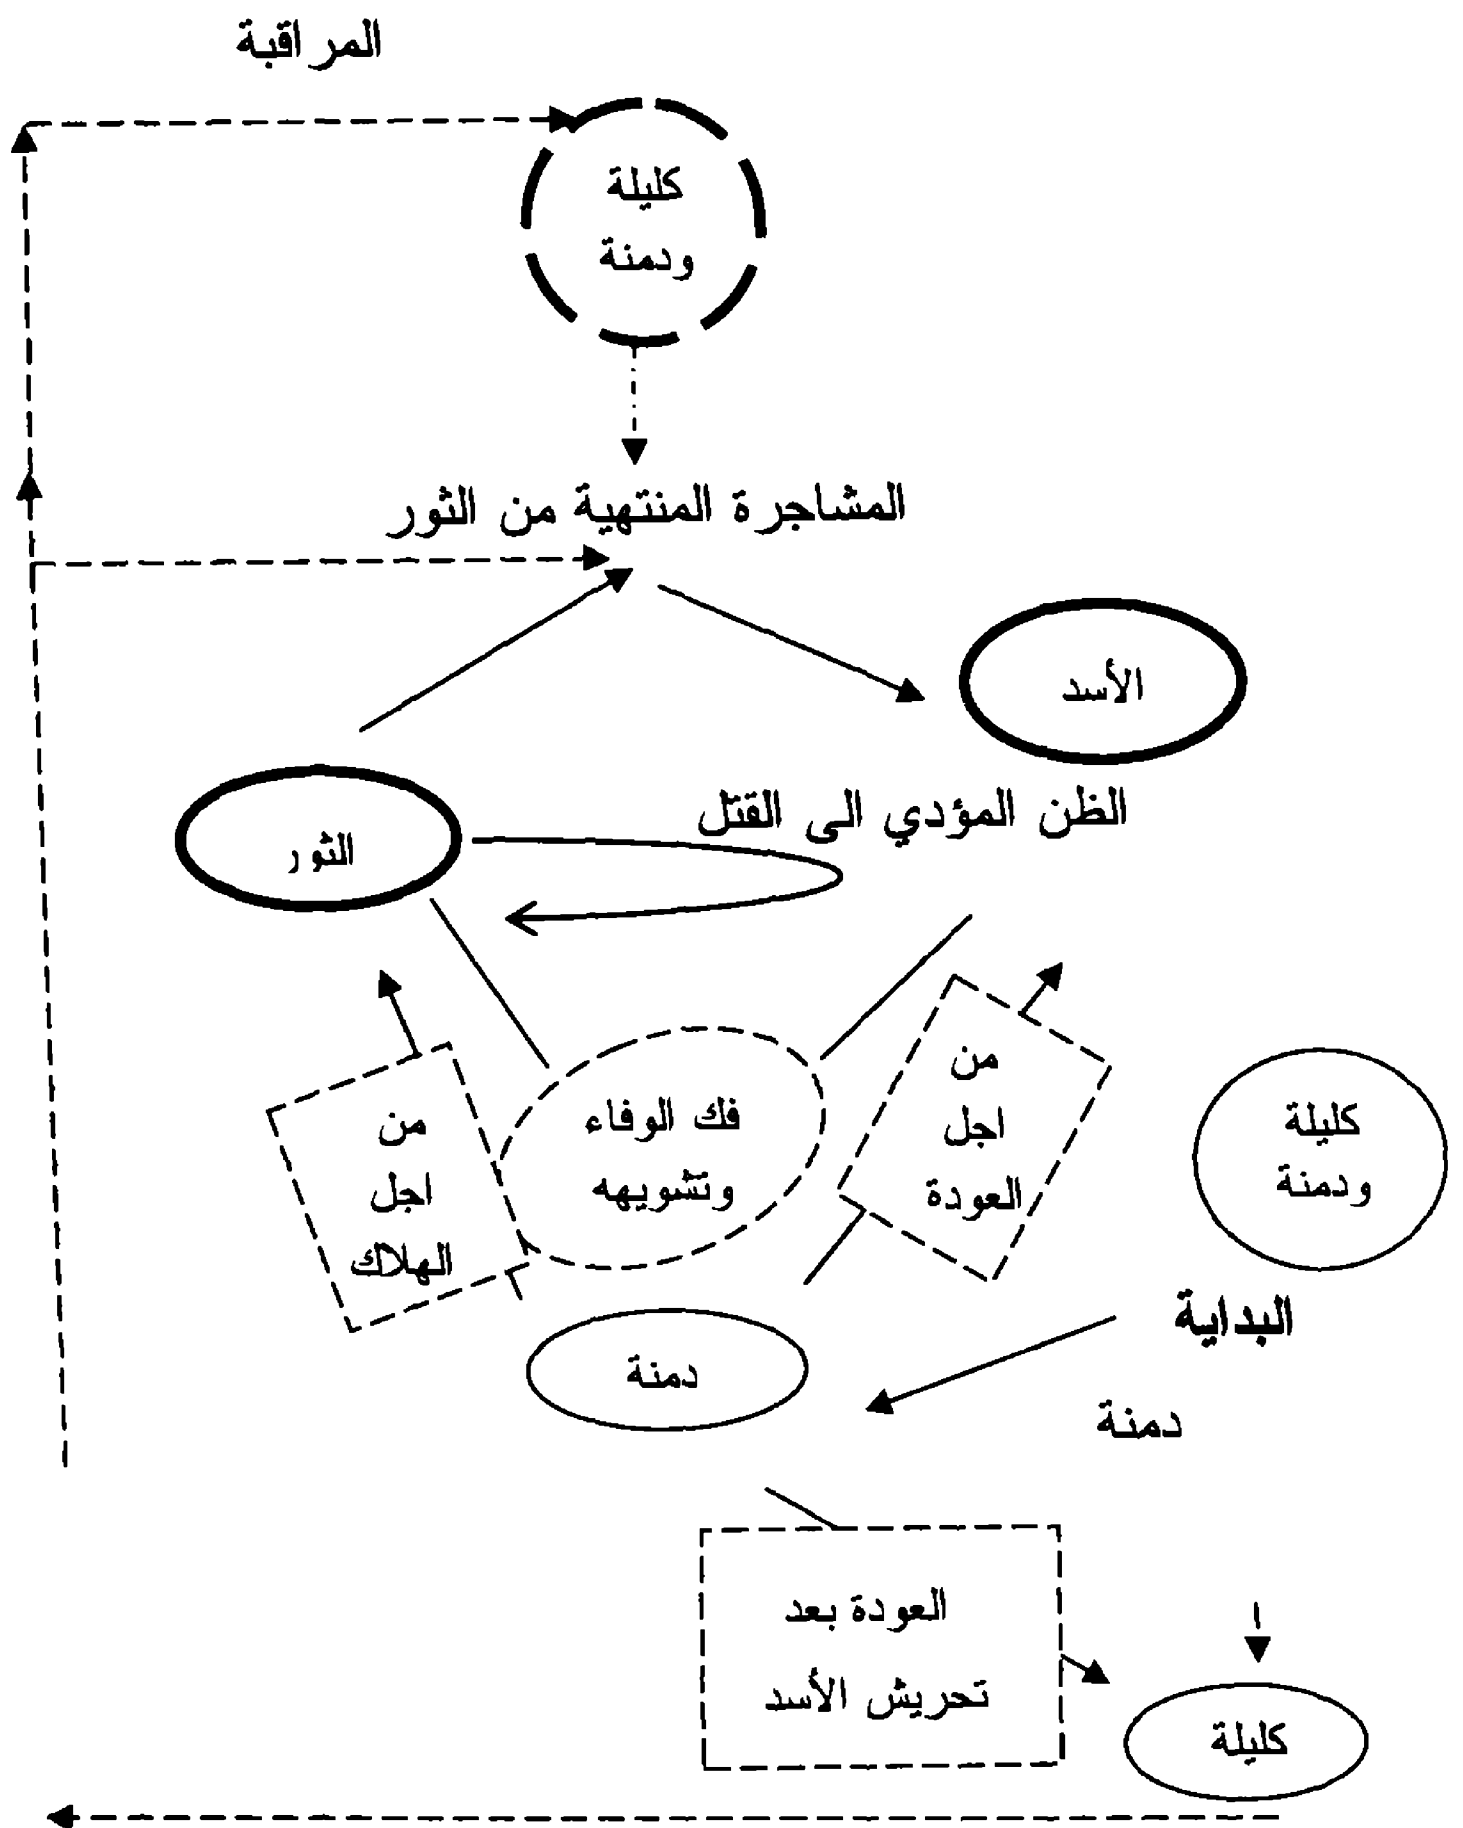 المراقبة
كليلة
ودمنة
المشاجرة المنتهية من الثور
الأسد
الظن المؤدي الى القتل
الثور
من
اجل
العودة
فك الوفاء
وتشويهه
من
اجل
الهلاك
كليلة
ودمنة
البداية
دمنة
دمنة
العودة بعد
تحريش الأسد
كليلة